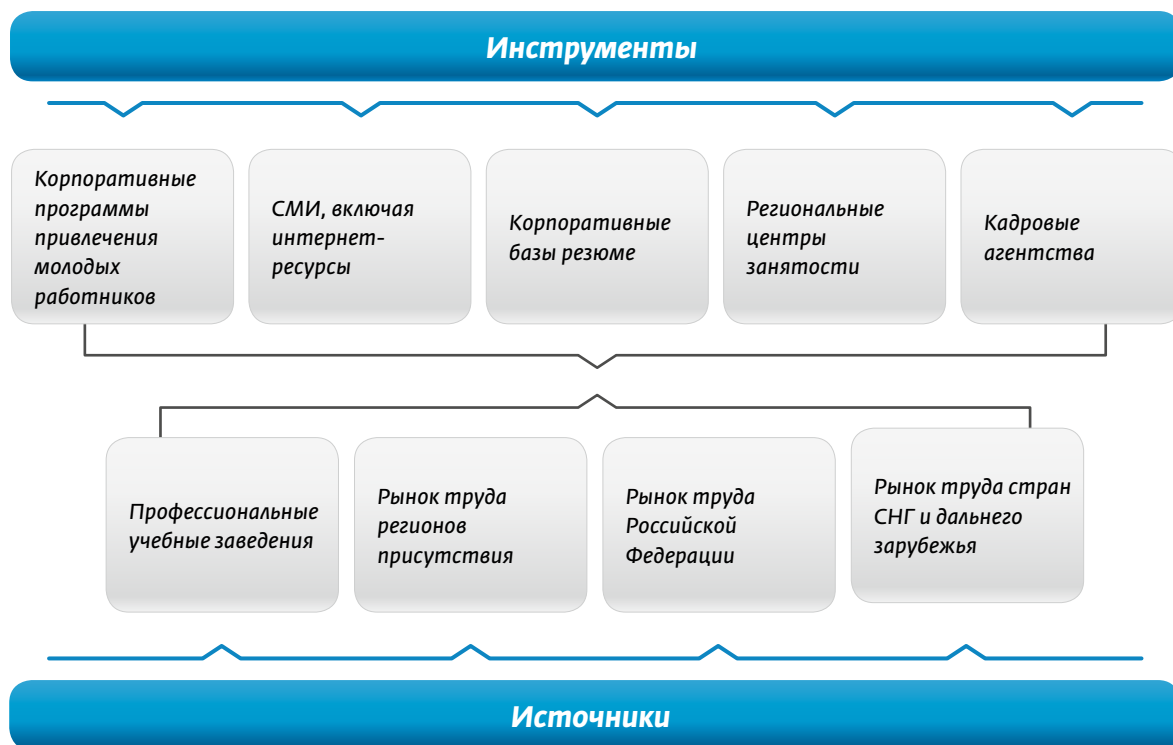 Инструменты
Корпоративные
программы
привлечения
молодых
работников
СМИ, включая
интернет-
ресурсы
Корпоративные
базы резюме
Региональные
центры
занятости
Кадровые
агентства
Профессиональные
учебные заведения
Рынок труда
регионов
присутствия
Рынок труда
Российской
Федерации
Рынок труда стран
СНГ и дальнего
зарубежья
Источники